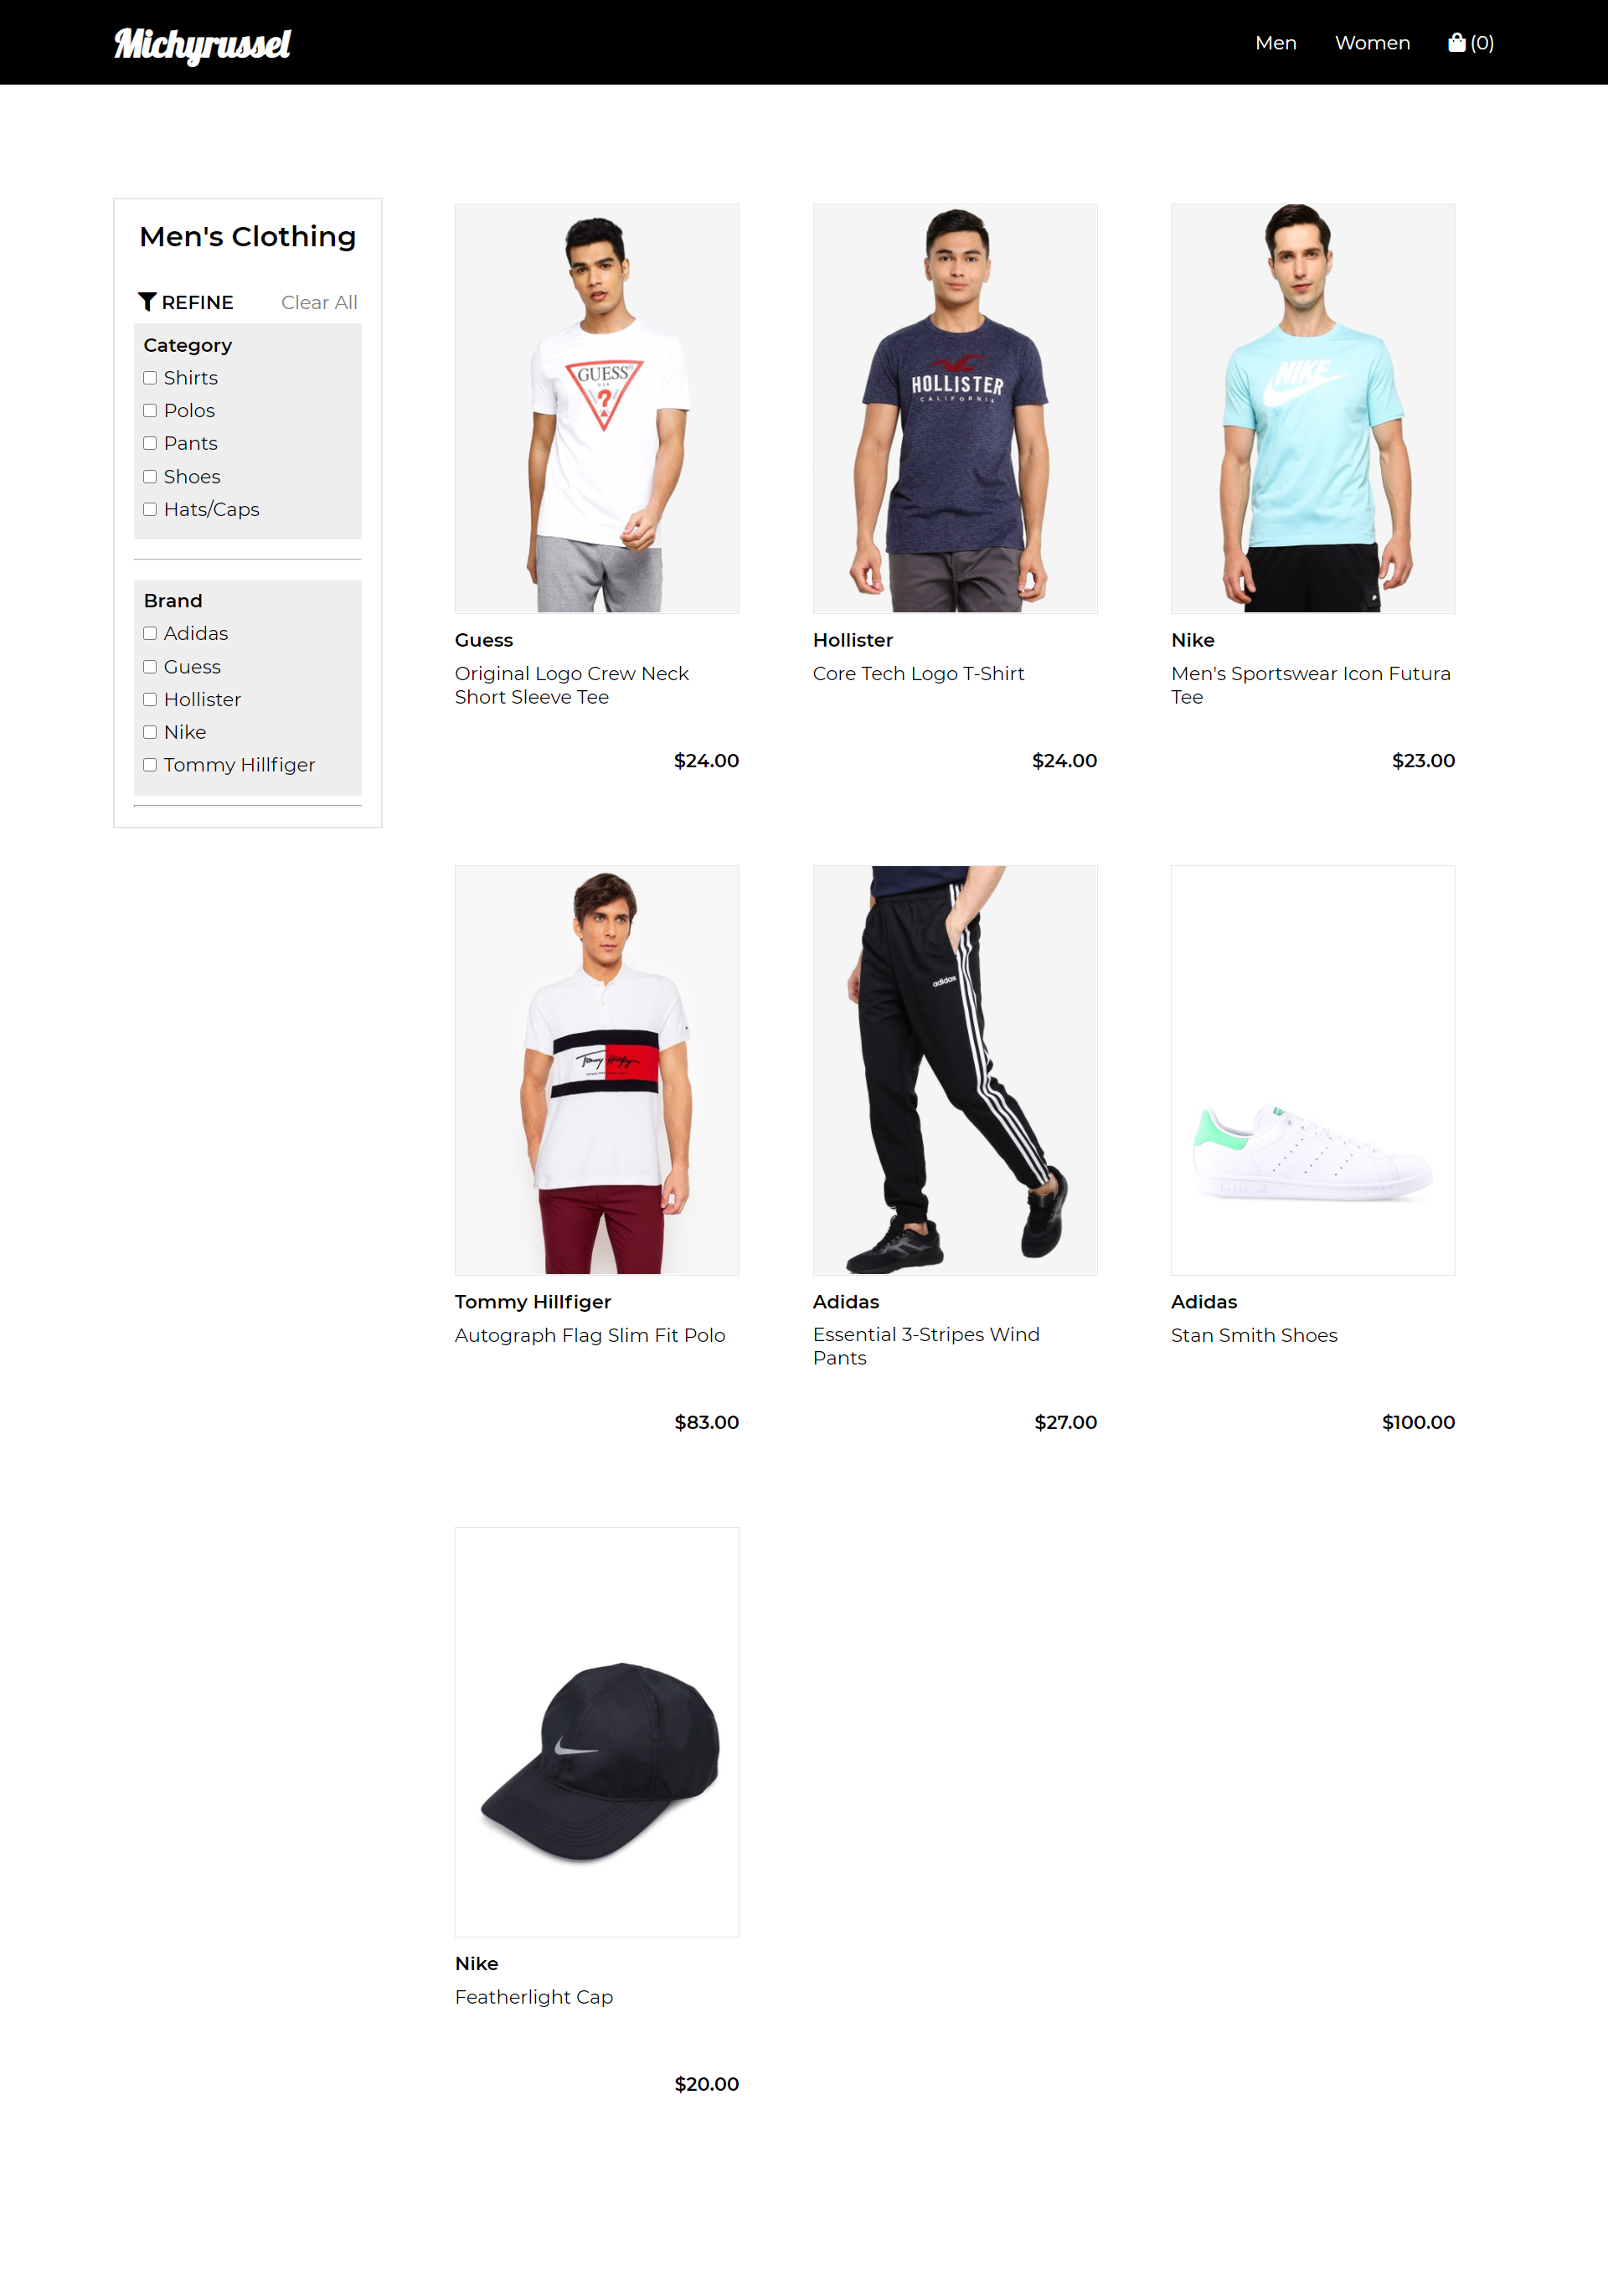 Michyrussel
Men
Women
(0)
Men's Clothing
REFINE
Clear All
Category
Shirts
Polos
Pants
Shoes
Hats/Caps
Brand
Adidas
Guess
Hollister
Nike
Tommy Hillfiger
GUESS
USA
?
Guess
Original Logo Crew Neck
Short Sleeve Tee
$24.00
HOLLISTER
CALIFORNIA
Hollister
Core Tech Logo T-Shirt
$24.00
NIKE
Nike
Men's Sportswear Icon Futura
Tee
$23.00
Tommy Hilfiger
Tommy Hillfiger
Autograph Flag Slim Fit Polo
$83.00
adidas
Adidas
Essential 3-Stripes Wind
Pants
$27.00
Adidas
Stan Smith Shoes
$100.00
Nike
Featherlight Cap
$20.00